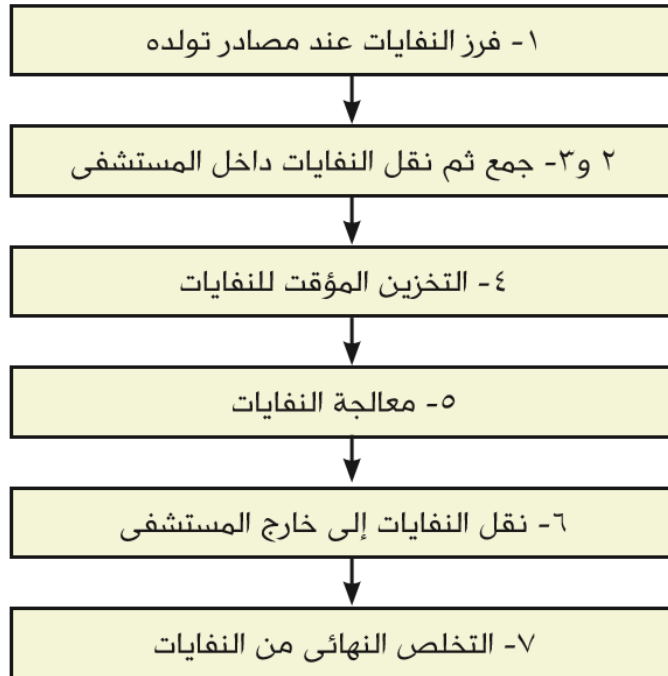 ١- فرز النفايات عند مصادر تولده
٢ و٣- جمع ثم نقل النفايات داخل المستشفى
٤- التخزين المؤقت للنفايات
٥- معالجة النفايات
٦- نقل النفايات إلى خارج المستشفى
٧- التخلص النهائى من النفايات